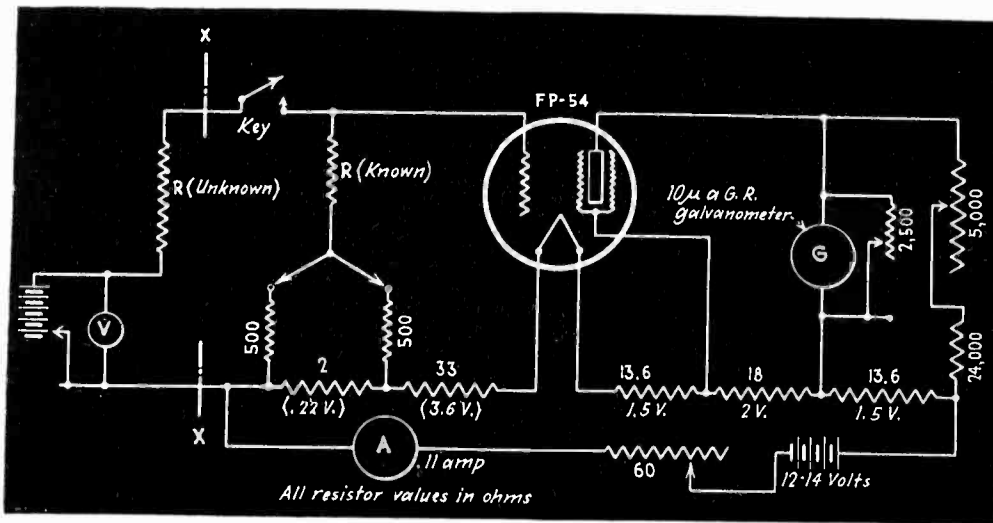 X
Key
FP-54
R (Unknown)
R (Known)
10μa G.R.
galvanometer
2,500
5,000
G
V
500
500
24,000
2
(.22 V.)
33
(3.6 V.)
13.6
1.5 V.
18
2 V.
13.6
1.5 V.
X
A
.11 amp
60
12-14 Volts
All resistor values in ohms